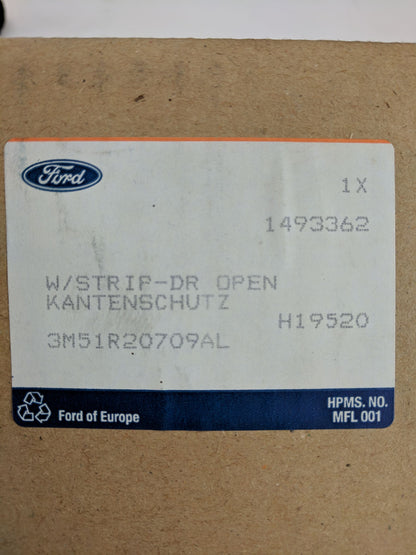 Ford
1X
1493362
W/STRIP-DR OPEN
KANTENSCHUTZ
H19520
3M51R20709AL
Ford of Europe
HPMS. NO.
MFL 001